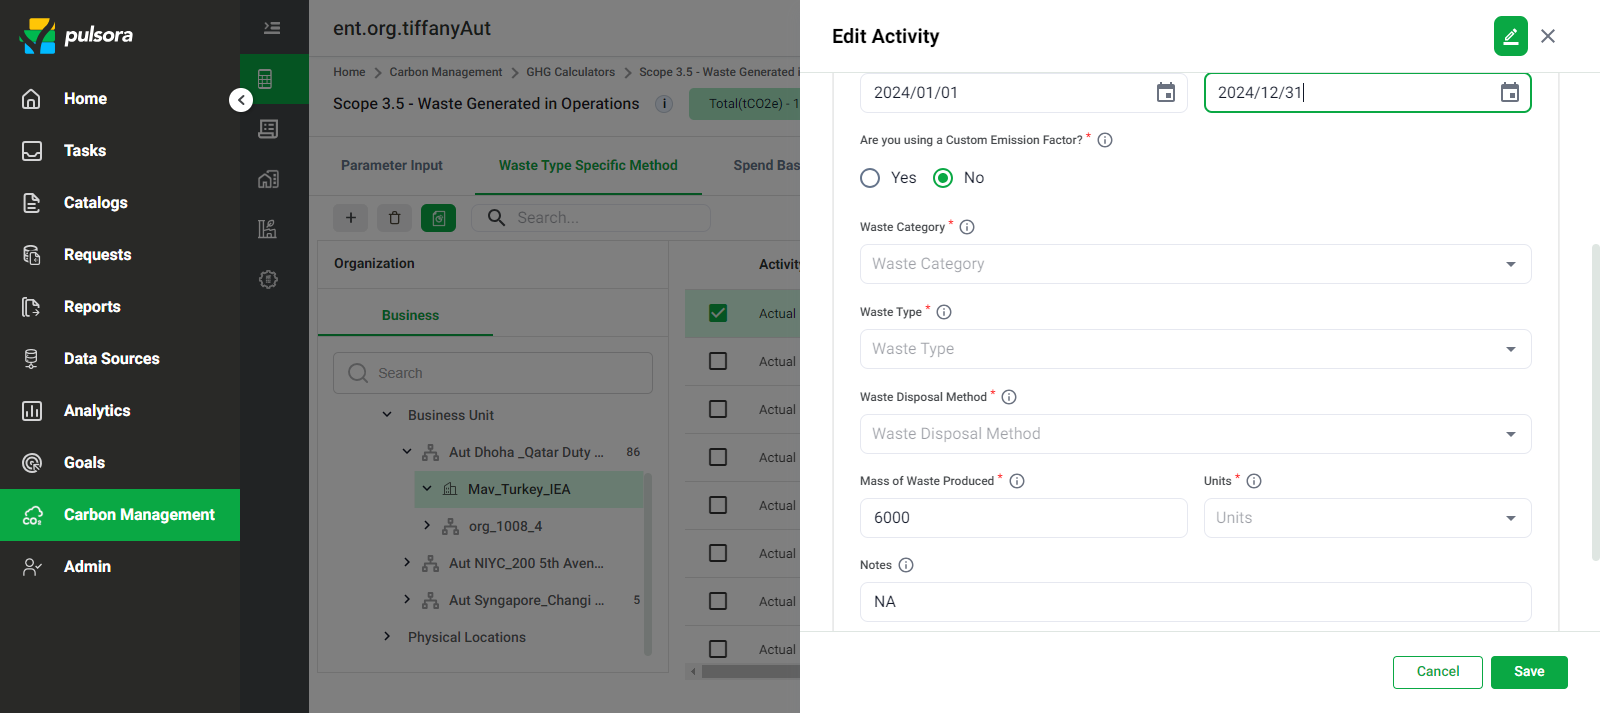 pulsora
Home
Tasks
Catalogs
Requests
Reports
Data Sources
Analytics
Goals
Carbon Management
Admin
ent.org.tiffanyAut
Home > Carbon Management > GHG Calculators > Scope 3.5 - Waste Generated
Scope 3.5 - Waste Generated in Operations
Total(tCO2e) - 1
Parameter Input
Waste Type Specific Method
Spend Bas
Search...
Organization
Business
Search
Business Unit
Aut Dhoha _Qatar Duty ... 86
Mav_Turkey_IEA
org_1008_4
Aut NIYC_200 5th Aven...
Aut Syngapore_Changi ... 5
Physical Locations
Activity
Actual
Actual
Actual
Actual
Actual
Actual
Actual
Actual
Edit Activity
2024/01/01
2024/12/31
Are you using a Custom Emission Factor? *
Yes
No
Waste Category *
Waste Category
Waste Type *
Waste Type
Waste Disposal Method *
Waste Disposal Method
Mass of Waste Produced *
6000
Units *
Units
Notes
NA
Cancel
Save